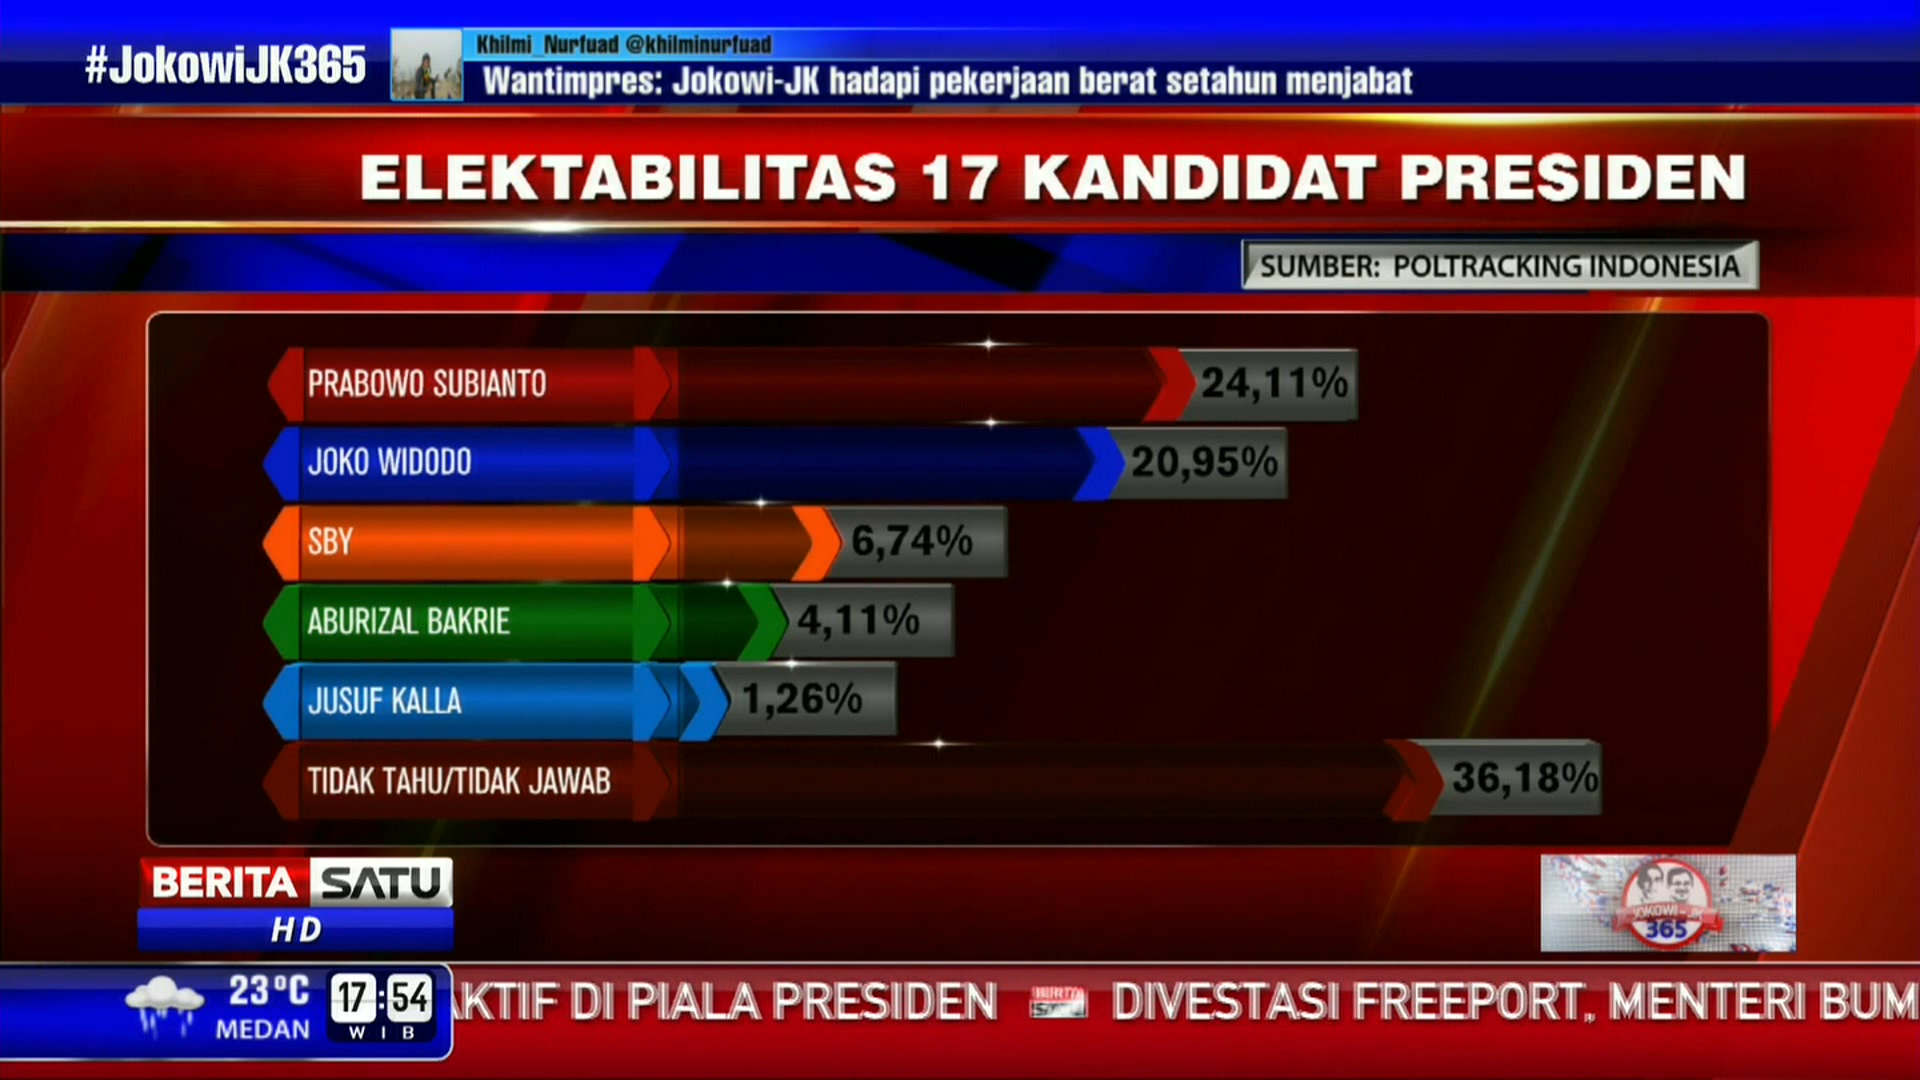 #JokowiJK365
Khilmi_Nurfuad @khilminurfuad
Wantimpres: Jokowi-JK hadapi pekerjaan berat setahun menjabat
ELEKTABILITAS 17 KANDIDAT PRESIDEN
SUMBER: POLTRACKING INDONESIA
PRABOWO SUBIANTO 24,11%
JOKO WIDODO 20,95%
SBY 6,74%
ABURIZAL BAKRIE 4,11%
JUSUF KALLA 1,26%
TIDAK TAHU/TIDAK JAWAB 36,18%
BERITA SATU
HD
JOKOWI-JK
365
23°C
MEDAN
17:54
WIB
AKTIF DI PIALA PRESIDEN BERITA SATU DIVESTASI FREEPORT, MENTERI BUM